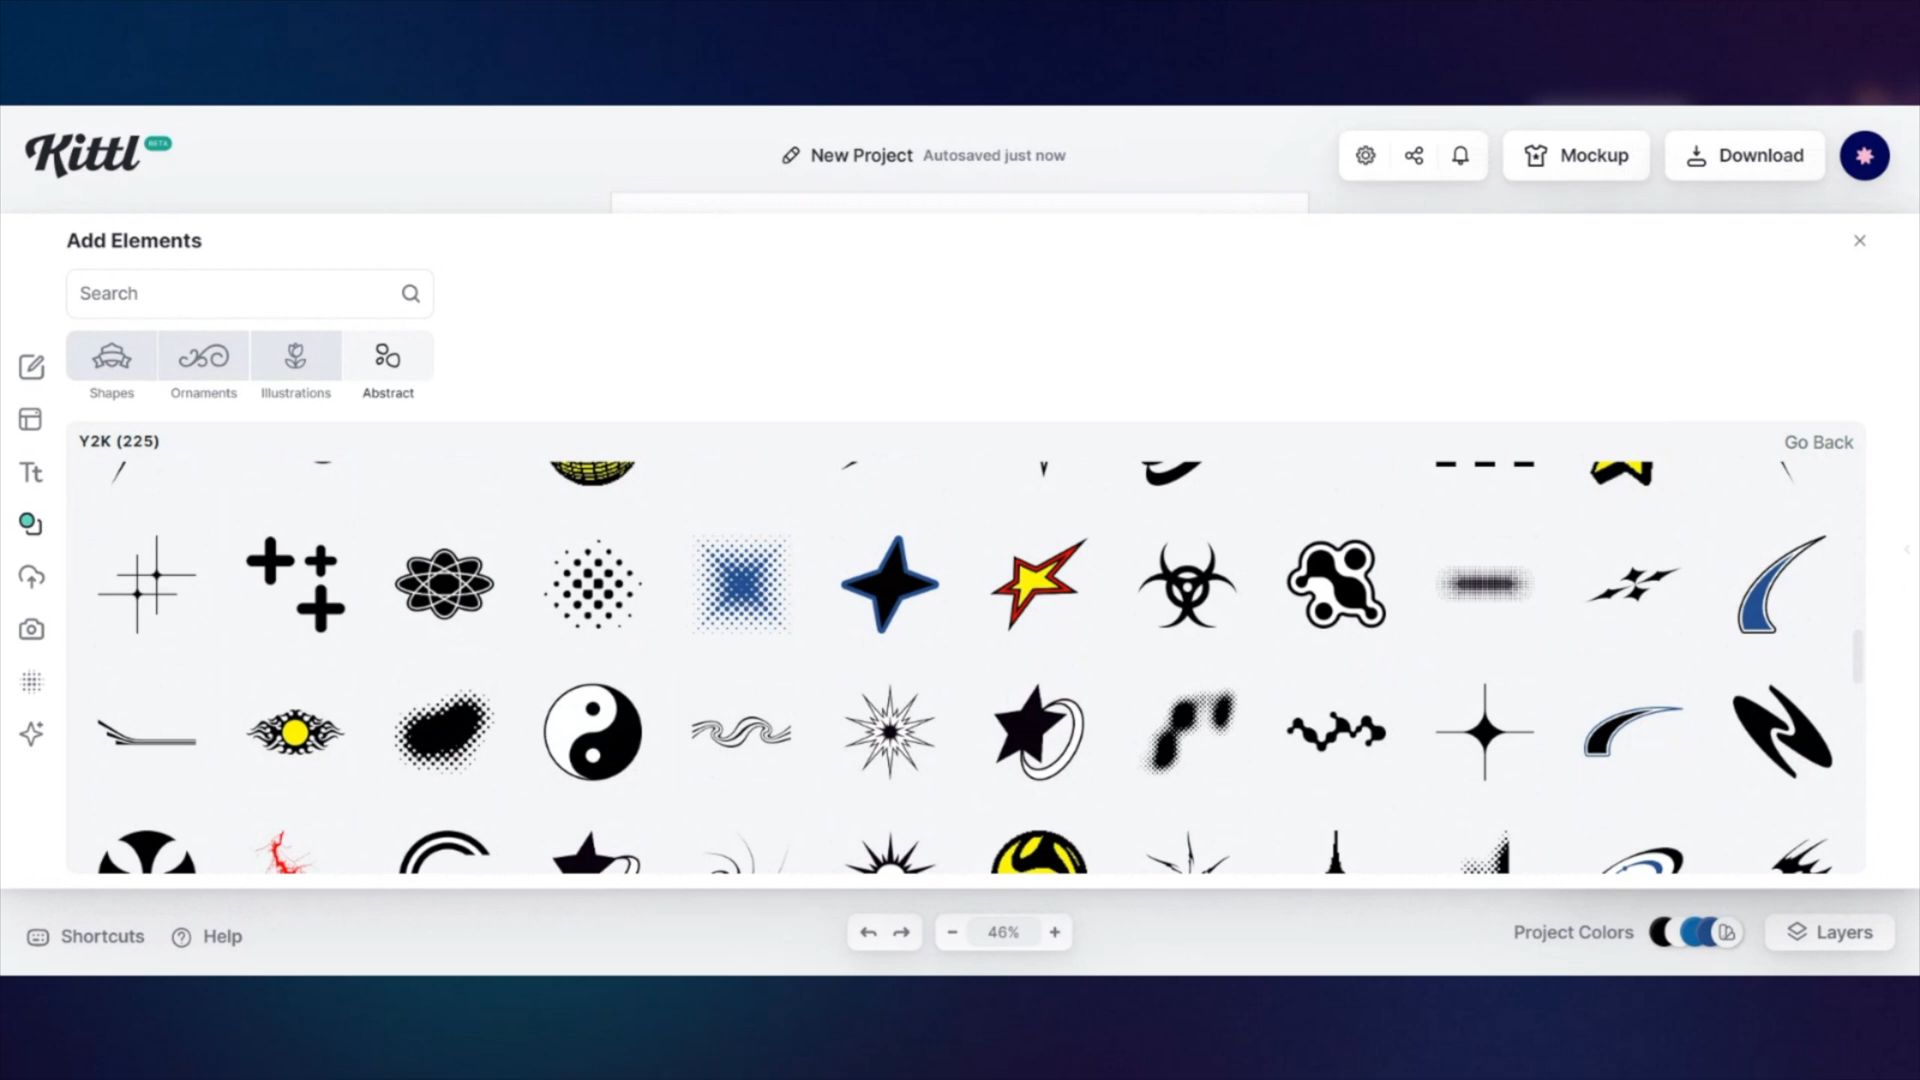 Kittl BETA
New Project Autosaved just now
Mockup
Download
Add Elements
Search
Shapes Ornaments Illustrations Abstract
Y2K (225)
Go Back
Tt
Shortcuts Help
46%
Project Colors
Layers